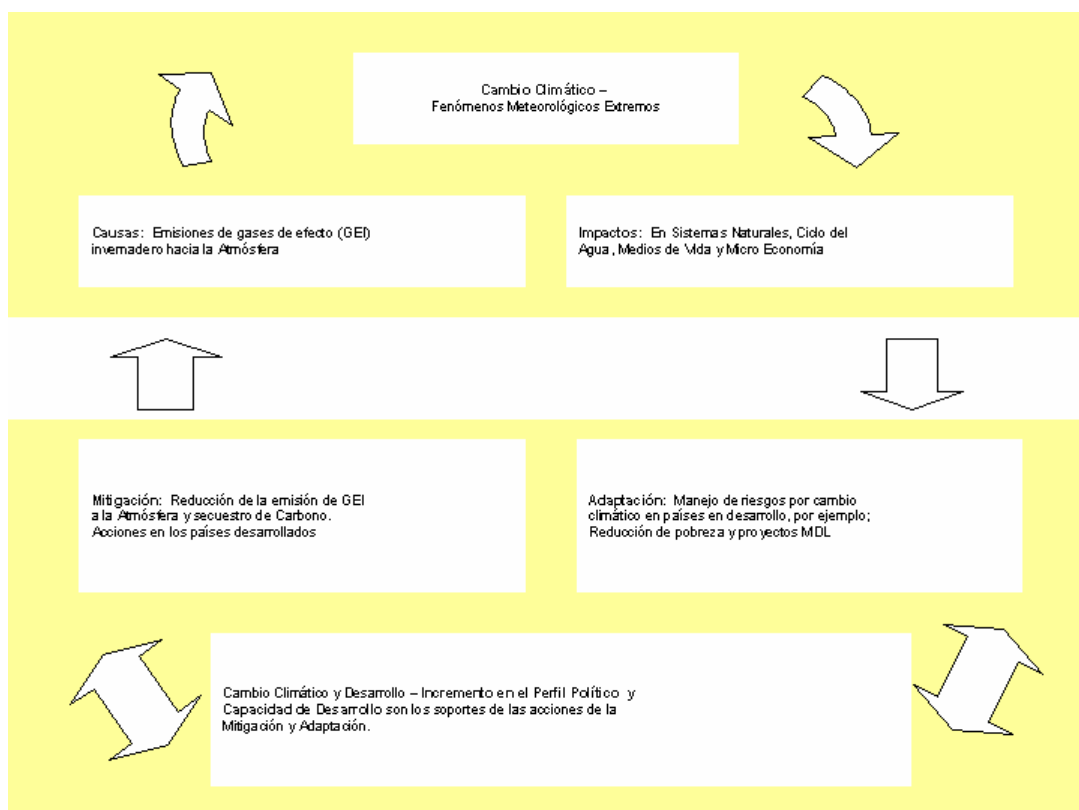 Cambio Climático –
Fenómenos Meteorológicos Extremos
Causas: Emisiones de gases de efecto (GEI)
invernadero hacia la Atmósfera
Impactos: En Sistemas Naturales, Ciclo del
Agua, Medios de Vida y Micro Economía
Mitigación: Reducción de la emisión de GEI
a la Atmósfera y secuestro de Carbono.
Acciones en los países desarrollados
Adaptación: Manejo de riesgos por cambio
climático en países en desarrollo, por ejemplo;
Reducción de pobreza y proyectos MDL
Cambio Climático y Desarrollo – Incremento en el Perfil Político y
Capacidad de Desarrollo son los soportes de las acciones de la
Mitigación y Adaptación.